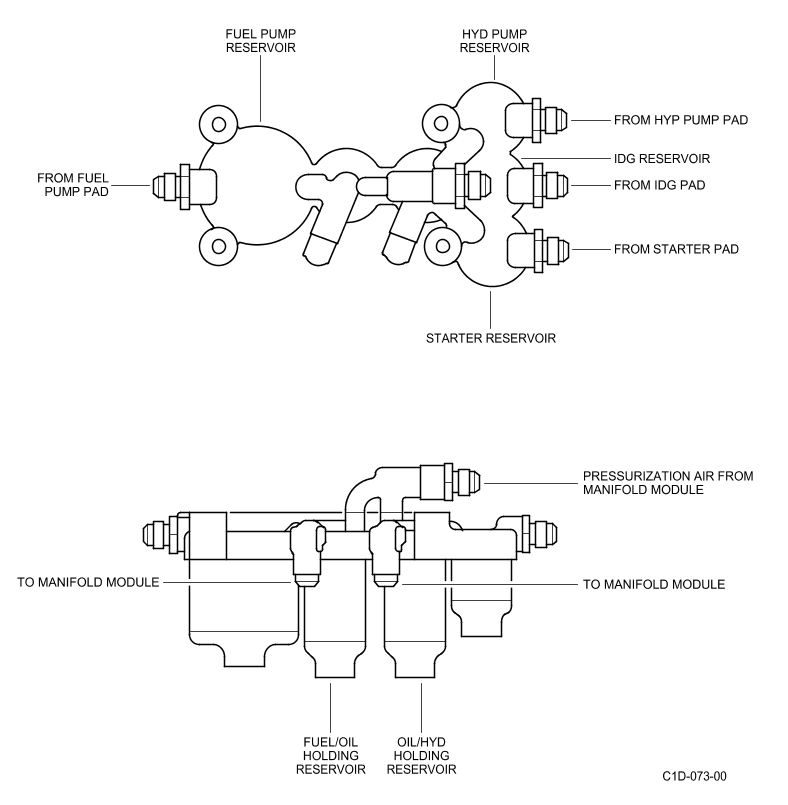 FUEL PUMP
RESERVOIR
HYD PUMP
RESERVOIR
FROM HYP PUMP PAD
IDG RESERVOIR
FROM FUEL
PUMP PAD
FROM IDG PAD
FROM STARTER PAD
STARTER RESERVOIR
PRESSURIZATION AIR FROM
MANIFOLD MODULE
TO MANIFOLD MODULE
TO MANIFOLD MODULE
FUEL/OIL
HOLDING
RESERVOIR
OIL/HYD
HOLDING
RESERVOIR
C1D-073-00